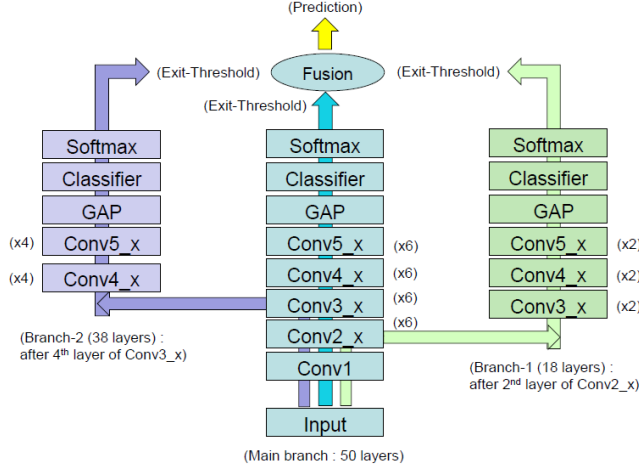 (Prediction)
Fusion
(Exit-Threshold)
(Exit-Threshold)
(Exit-Threshold)
Softmax
Classifier
GAP
(x4) Conv5_x
(x4) Conv4_x
(Branch-2 (38 layers) :
after 4th layer of Conv3_x)
Softmax
Classifier
GAP
Conv5_x (x6)
Conv4_x (x6)
Conv3_x (x6)
Conv2_x (x6)
Conv1
Input
(Main branch : 50 layers)
Softmax
Classifier
GAP
Conv5_x (x2)
Conv4_x (x2)
Conv3_x (x2)
(Branch-1 (18 layers) :
after 2nd layer of Conv2_x)